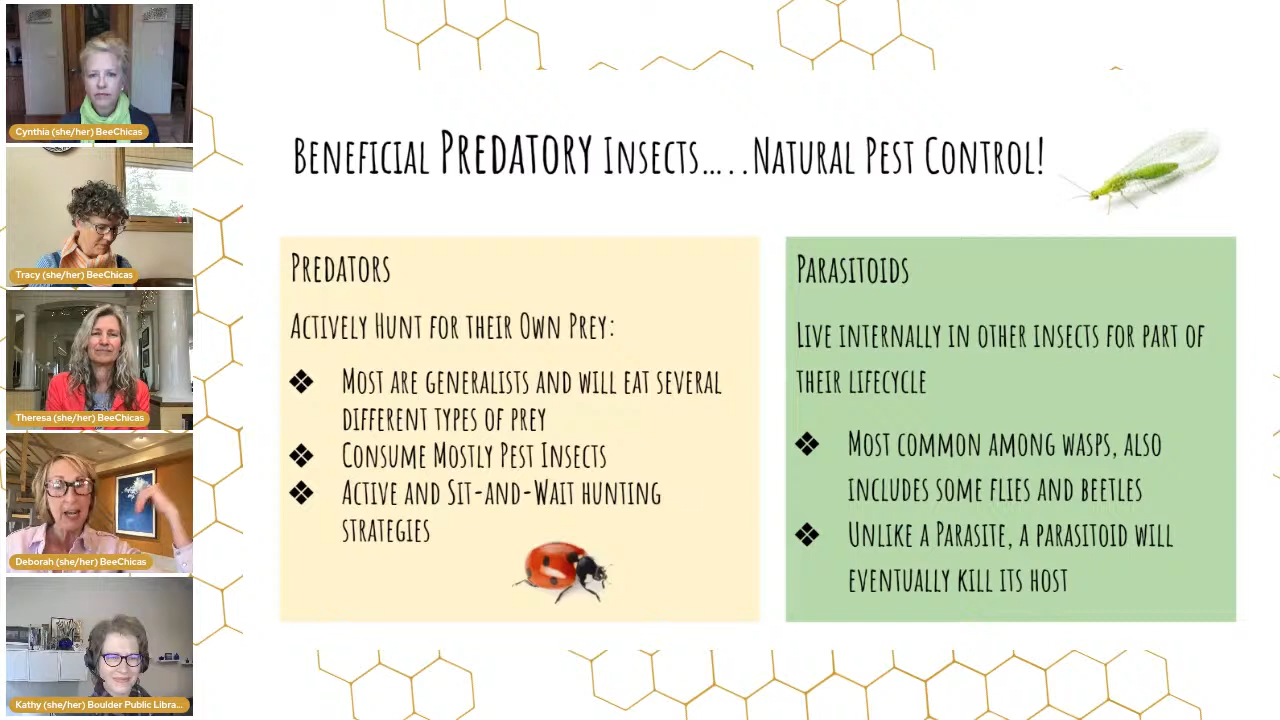 Cynthia (she/her) BeeChicas
Tracy (she/her) BeeChicas
Theresa (she/her) BeeChicas
Deborah (she/her) BeeChicas
Kathy (she/her) Boulder Public Libra...
Beneficial PREDATORY Insects.....Natural Pest Control!
Predators
Actively Hunt for their Own Prey:
❖ Most are generalists and will eat several
different types of prey
❖ Consume Mostly Pest Insects
❖ Active and Sit-and-Wait hunting
strategies
Parasitoids
Live internally in other insects for part of
their lifecycle
❖ Most common among wasps, also
includes some flies and beetles
❖ Unlike a Parasite, a parasitoid will
eventually kill its host